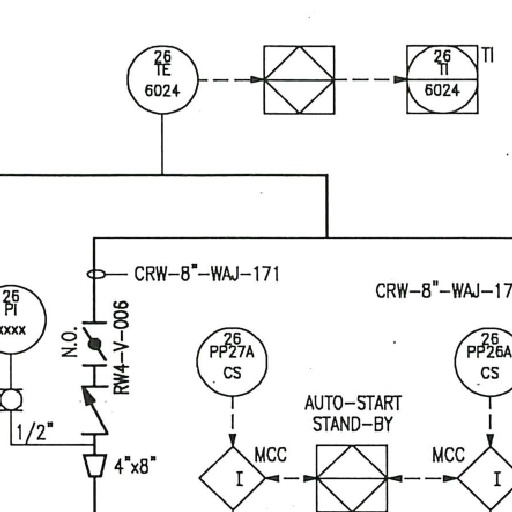 26
TE
6024
26
TI
6024
TI
CRW-8"-WAJ-171
CRW-8"-WAJ-17
26
PI
xxxx
N.O.
RW4-V-006
26
PP27A
CS
26
PP26A
CS
AUTO-START
STAND-BY
1/2"
4"x8"
MCC
MCC
I
I